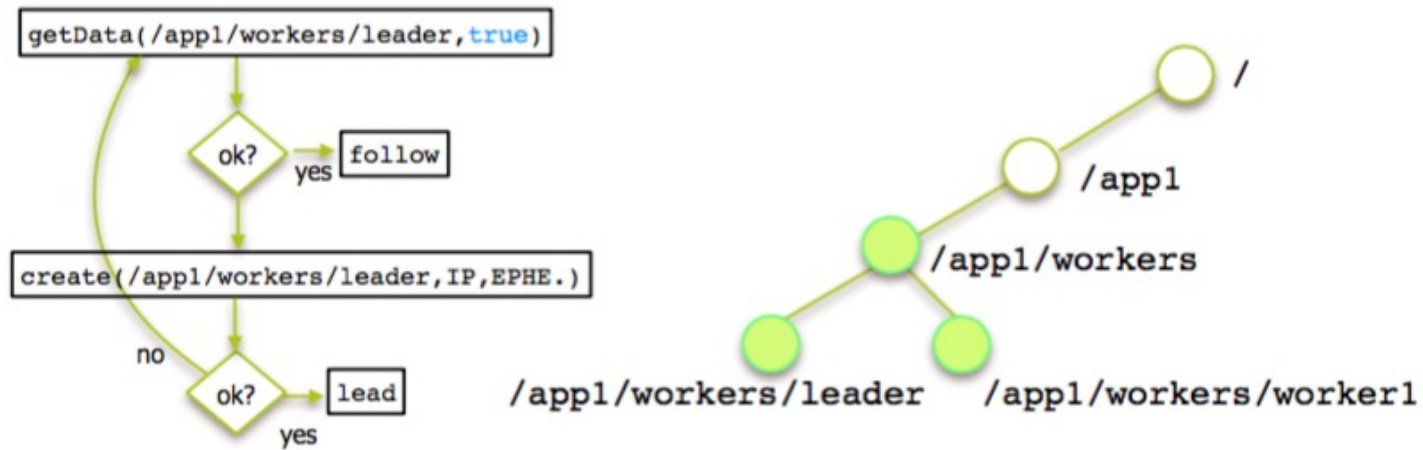 getData(/app1/workers/leader,true)
ok?
yes
follow
create(/app1/workers/leader,IP,EPHE.)
no
ok?
yes
lead
/
/app1
/app1/workers
/app1/workers/leader
/app1/workers/worker1